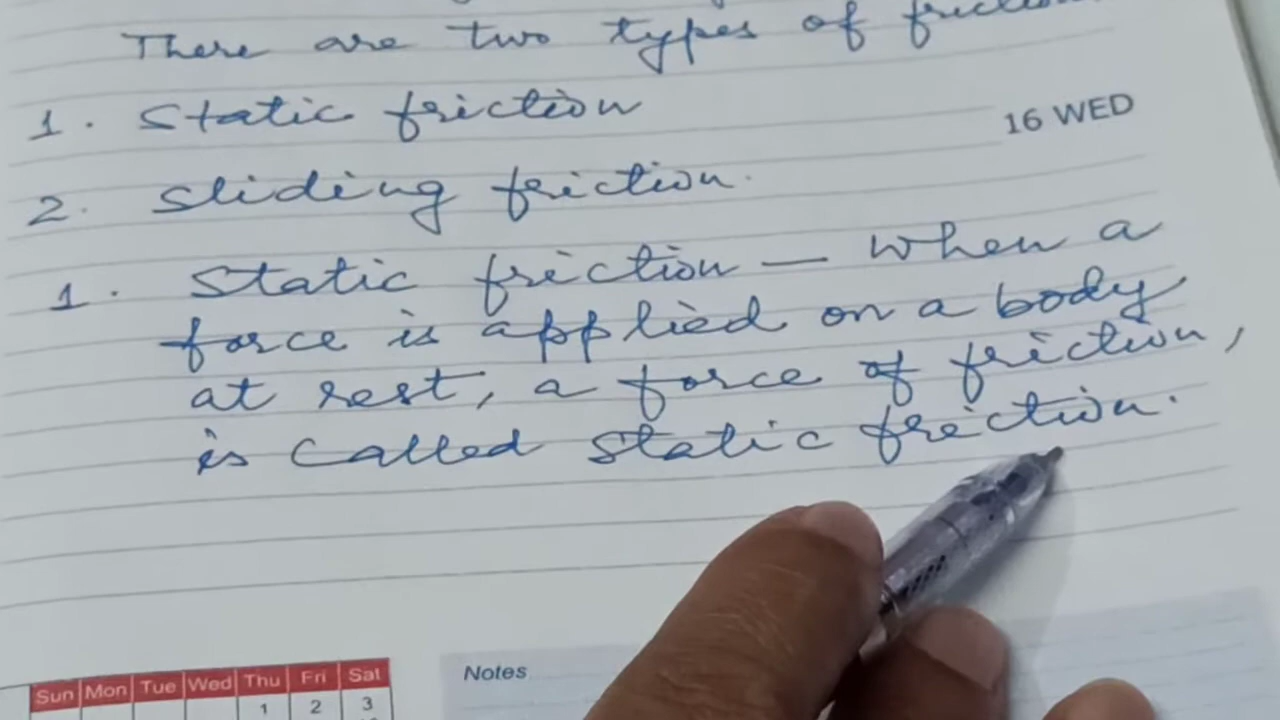 There are two types of friction
1. Static friction
16 WED
2. Sliding friction.
1. Static friction — When a
force is applied on a body
at rest, a force of friction,
is called static friction.
Sun Mon Tue Wed Thu Fri Sat
1 2 3
Notes